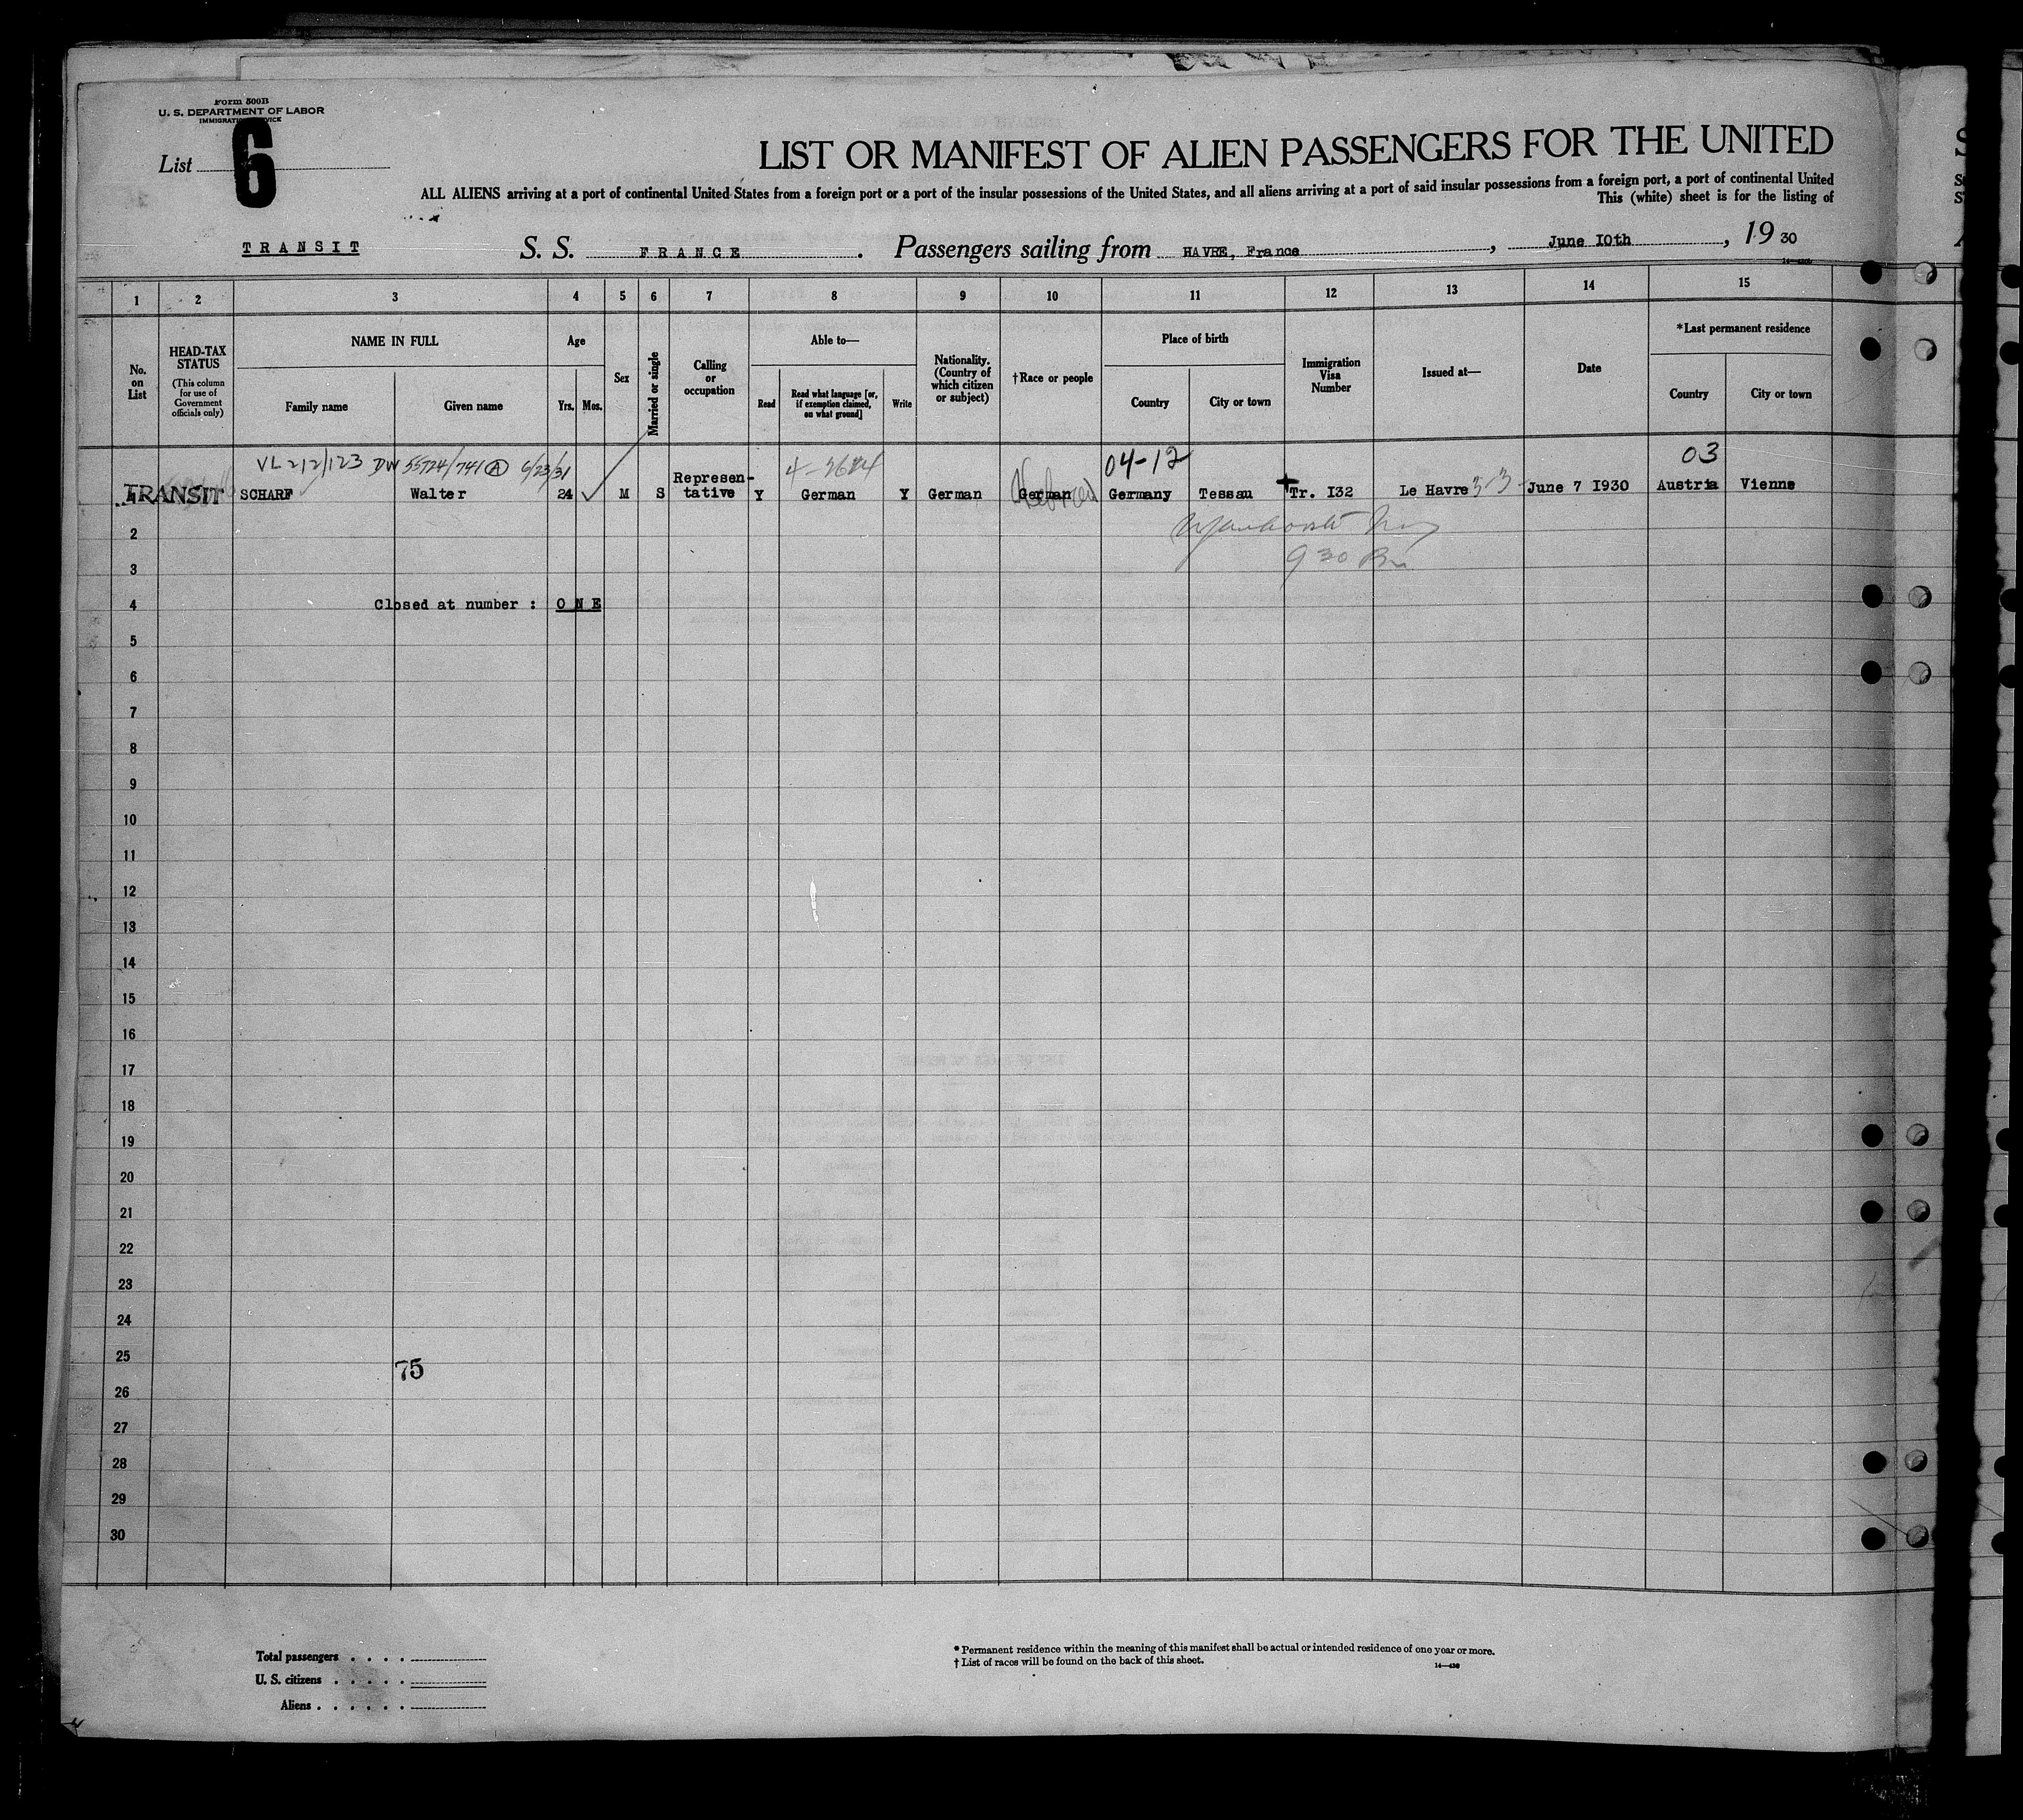 Form 500B
U. S. DEPARTMENT OF LABOR
IMMIGRATION SERVICE
List 6
LIST OR MANIFEST OF ALIEN PASSENGERS FOR THE UNITED
ALL ALIENS arriving at a port of continental United States from a foreign port or a port of the insular possessions of the United States, and all aliens arriving at a port of said insular possessions from a foreign port, a port of continental United
This (white) sheet is for the listing of
TRANSIT S. S. FRANCE . Passengers sailing from HAVRE, France , June I0th , 19 30
1 2 3 4 5 6 7 8 9 10 11 12 13 14 15
No. on List
HEAD-TAX STATUS (This column for use of Government officials only)
NAME IN FULL
Family name Given name
Age
Yrs. Mos.
Sex
Married or single
Calling or occupation
Able to—
Read Read what language [or, if exemption claimed, on what ground] Write
Nationality. (Country of which citizen or subject)
†Race or people
Place of birth
Country City or town
Immigration Visa Number
Issued at—
Date
*Last permanent residence
Country City or town
VL 212/123 DW 55724/741 A 6/23/31 04-12 03
TRANSIT SCHARF Walter 24 M S Representative Y German Y German German Hebrew Germany Tessau Tr. I32 Le Havre June 7 I930 Austria Vienne
2
9 30
3
4 Closed at number : ONE
5
6
7
8
9
10
11
12
13
14
15
16
17
18
19
20
21
22
23
24
25
75
26
27
28
29
30
Total passengers . . . .
U. S. citizens . . . . .
Aliens . . . . . .
* Permanent residence within the meaning of this manifest shall be actual or intended residence of one year or more.
† List of races will be found on the back of this sheet.